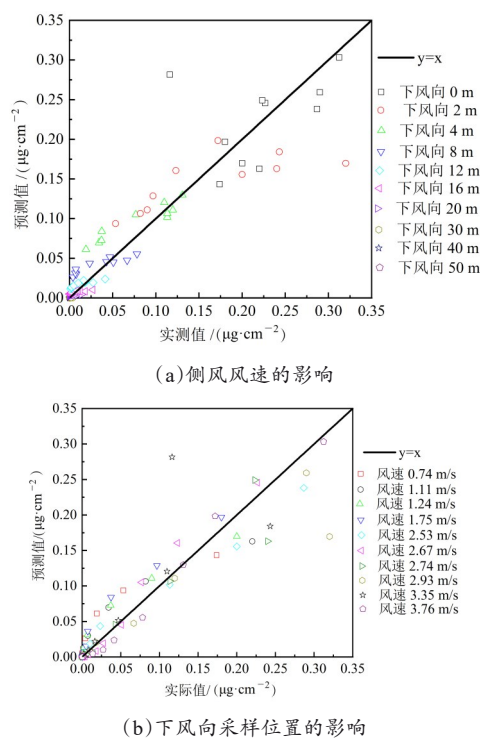 0.35
0.30
0.25
0.20
0.15
0.10
0.05
0.00
预测值/(μg·cm−2)
0.00 0.05 0.10 0.15 0.20 0.25 0.30 0.35
实测值/(μg·cm−2)
y=x
下风向 0 m
下风向 2 m
下风向 4 m
下风向 8 m
下风向 12 m
下风向 16 m
下风向 20 m
下风向 30 m
下风向 40 m
下风向 50 m
(a)侧风风速的影响
0.35
0.30
0.25
0.20
0.15
0.10
0.05
0.00
预测值/(μg·cm−2)
0.00 0.05 0.10 0.15 0.20 0.25 0.30 0.35
实际值/(μg·cm−2)
y=x
风速 0.74 m/s
风速 1.11 m/s
风速 1.24 m/s
风速 1.75 m/s
风速 2.53 m/s
风速 2.67 m/s
风速 2.74 m/s
风速 2.93 m/s
风速 3.35 m/s
风速 3.76 m/s
(b)下风向采样位置的影响